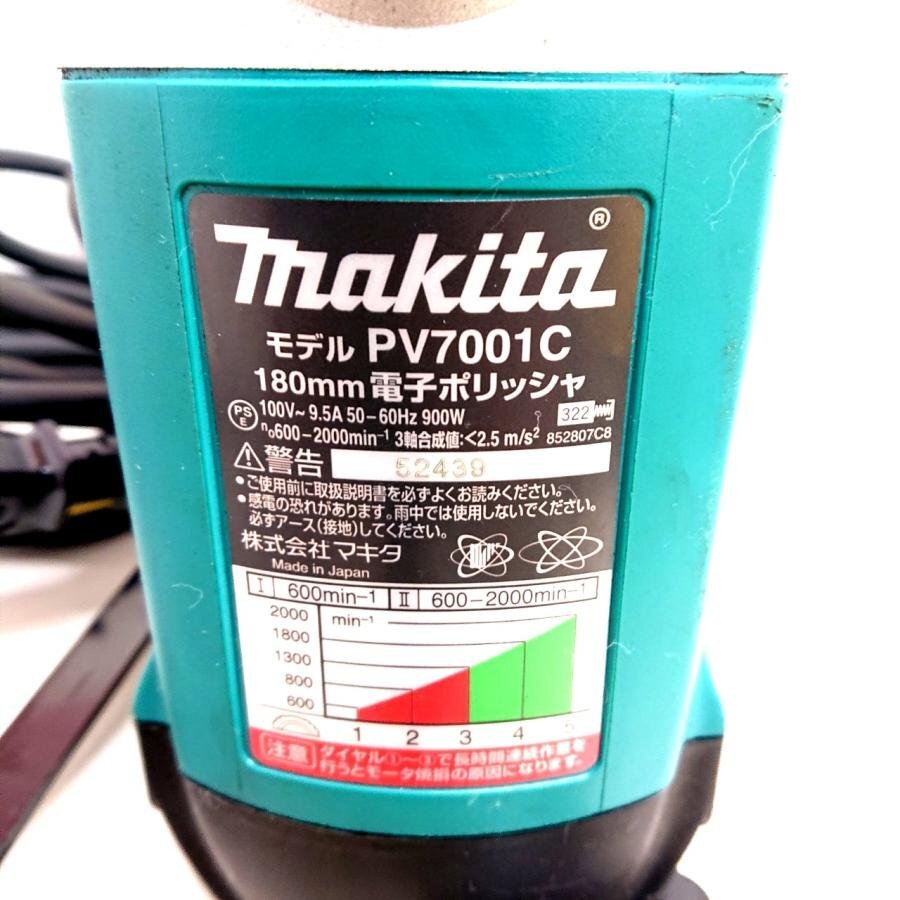 makita®
モデル PV7001C
180mm 電子ポリッシャ
PSE 100V~ 9.5A 50-60Hz 900W 322
n₀600-2000min⁻¹ 3軸合成値:<2.5 m/s² 852807C8
警告 52439
•ご使用前に取扱説明書を必ずよくお読みください。
•感電の恐れがあります。雨中では使用しないでください。
必ずアース(接地)してください。
株式会社 マキタ
Made in Japan
I 600min-1 II 600-2000min-1
2000 min-1
1800
1300
800
600
1 2 3 4
注意 ダイヤル①~③で長時間連続作業を
行うとモータ焼損の原因になります。